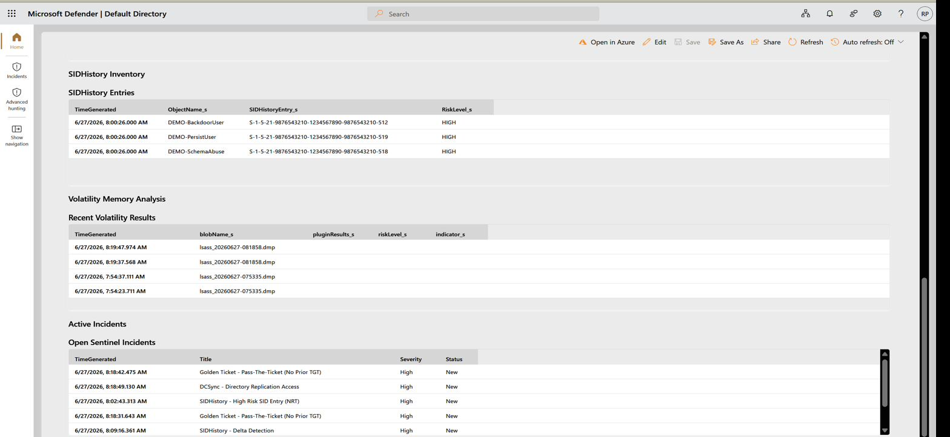 Microsoft Defender | Default Directory
Search
RP
Home
Incidents
Advanced
hunting
Show
navigation
Open in Azure Edit Save Save As Share Refresh Auto refresh: Off
SIDHistory Inventory
SIDHistory Entries
TimeGenerated ObjectName_s SIDHistoryEntry_s RiskLevel_s
6/27/2026, 8:00:26.000 AM DEMO-BackdoorUser S-1-5-21-9876543210-1234567890-9876543210-512 HIGH
6/27/2026, 8:00:26.000 AM DEMO-PersistUser S-1-5-21-9876543210-1234567890-9876543210-519 HIGH
6/27/2026, 8:00:26.000 AM DEMO-SchemaAbuse S-1-5-21-9876543210-1234567890-9876543210-518 HIGH
Volatility Memory Analysis
Recent Volatility Results
TimeGenerated blobName_s pluginResults_s riskLevel_s indicator_s
6/27/2026, 8:19:47.974 AM lsass_20260627-081858.dmp
6/27/2026, 8:19:37.568 AM lsass_20260627-081858.dmp
6/27/2026, 7:54:37.111 AM lsass_20260627-075335.dmp
6/27/2026, 7:54:23.711 AM lsass_20260627-075335.dmp
Active Incidents
Open Sentinel Incidents
TimeGenerated Title Severity Status
6/27/2026, 8:18:42.475 AM Golden Ticket - Pass-The-Ticket (No Prior TGT) High New
6/27/2026, 8:18:49.130 AM DCSync - Directory Replication Access High New
6/27/2026, 8:02:43.313 AM SIDHistory - High Risk SID Entry (NRT) High New
6/27/2026, 8:18:31.643 AM Golden Ticket - Pass-The-Ticket (No Prior TGT) High New
6/27/2026, 8:09:16.361 AM SIDHistory - Delta Detection High New